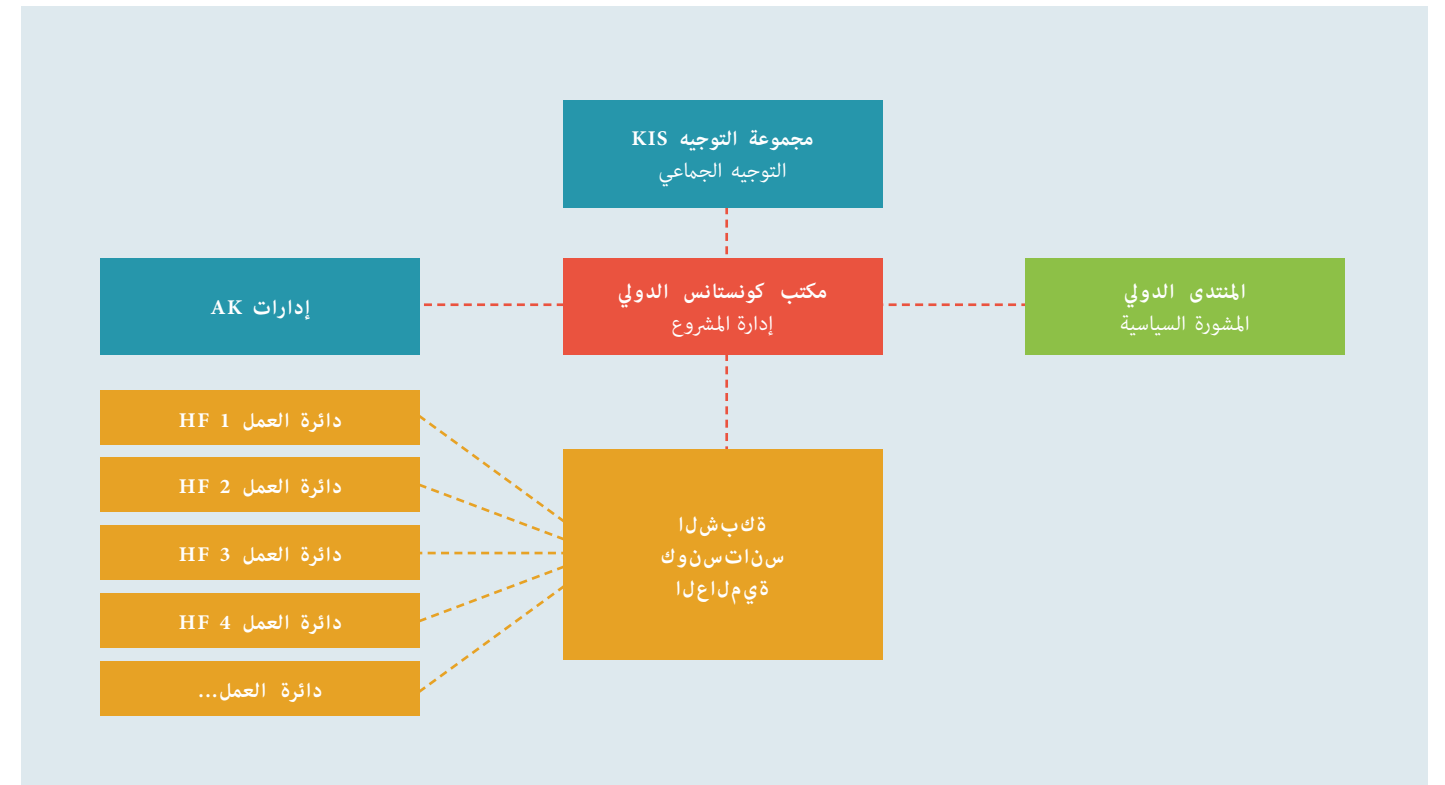 مجموعة التوجيه KIS
التوجيه الجماعي
المنتدى الدولي
المشورة السياسية
مكتب كونستانس الدولي
إدارة المشروع
إدارات AK
دائرة العمل HF 1
دائرة العمل HF 2
دائرة العمل HF 3
دائرة العمل HF 4
دائرة العمل...
ةكبشلا
سناتسنوك
ةيملاعلا